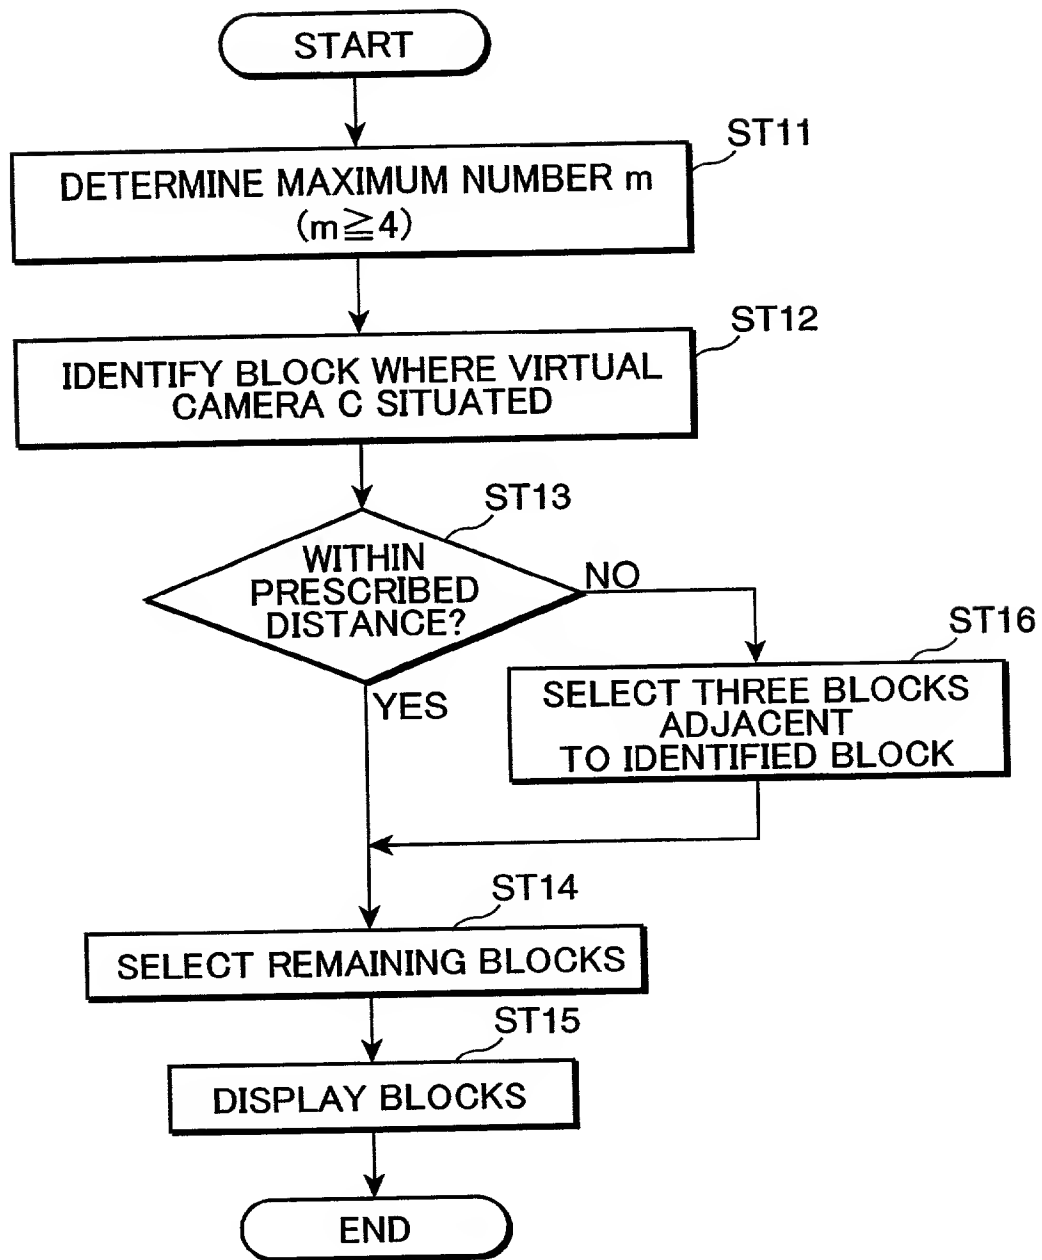 START
ST11
DETERMINE MAXIMUM NUMBER m
(m≧4)
ST12
IDENTIFY BLOCK WHERE VIRTUAL
CAMERA C SITUATED
ST13
WITHIN
PRESCRIBED
DISTANCE?
NO
YES
ST16
SELECT THREE BLOCKS
ADJACENT
TO IDENTIFIED BLOCK
ST14
SELECT REMAINING BLOCKS
ST15
DISPLAY BLOCKS
END